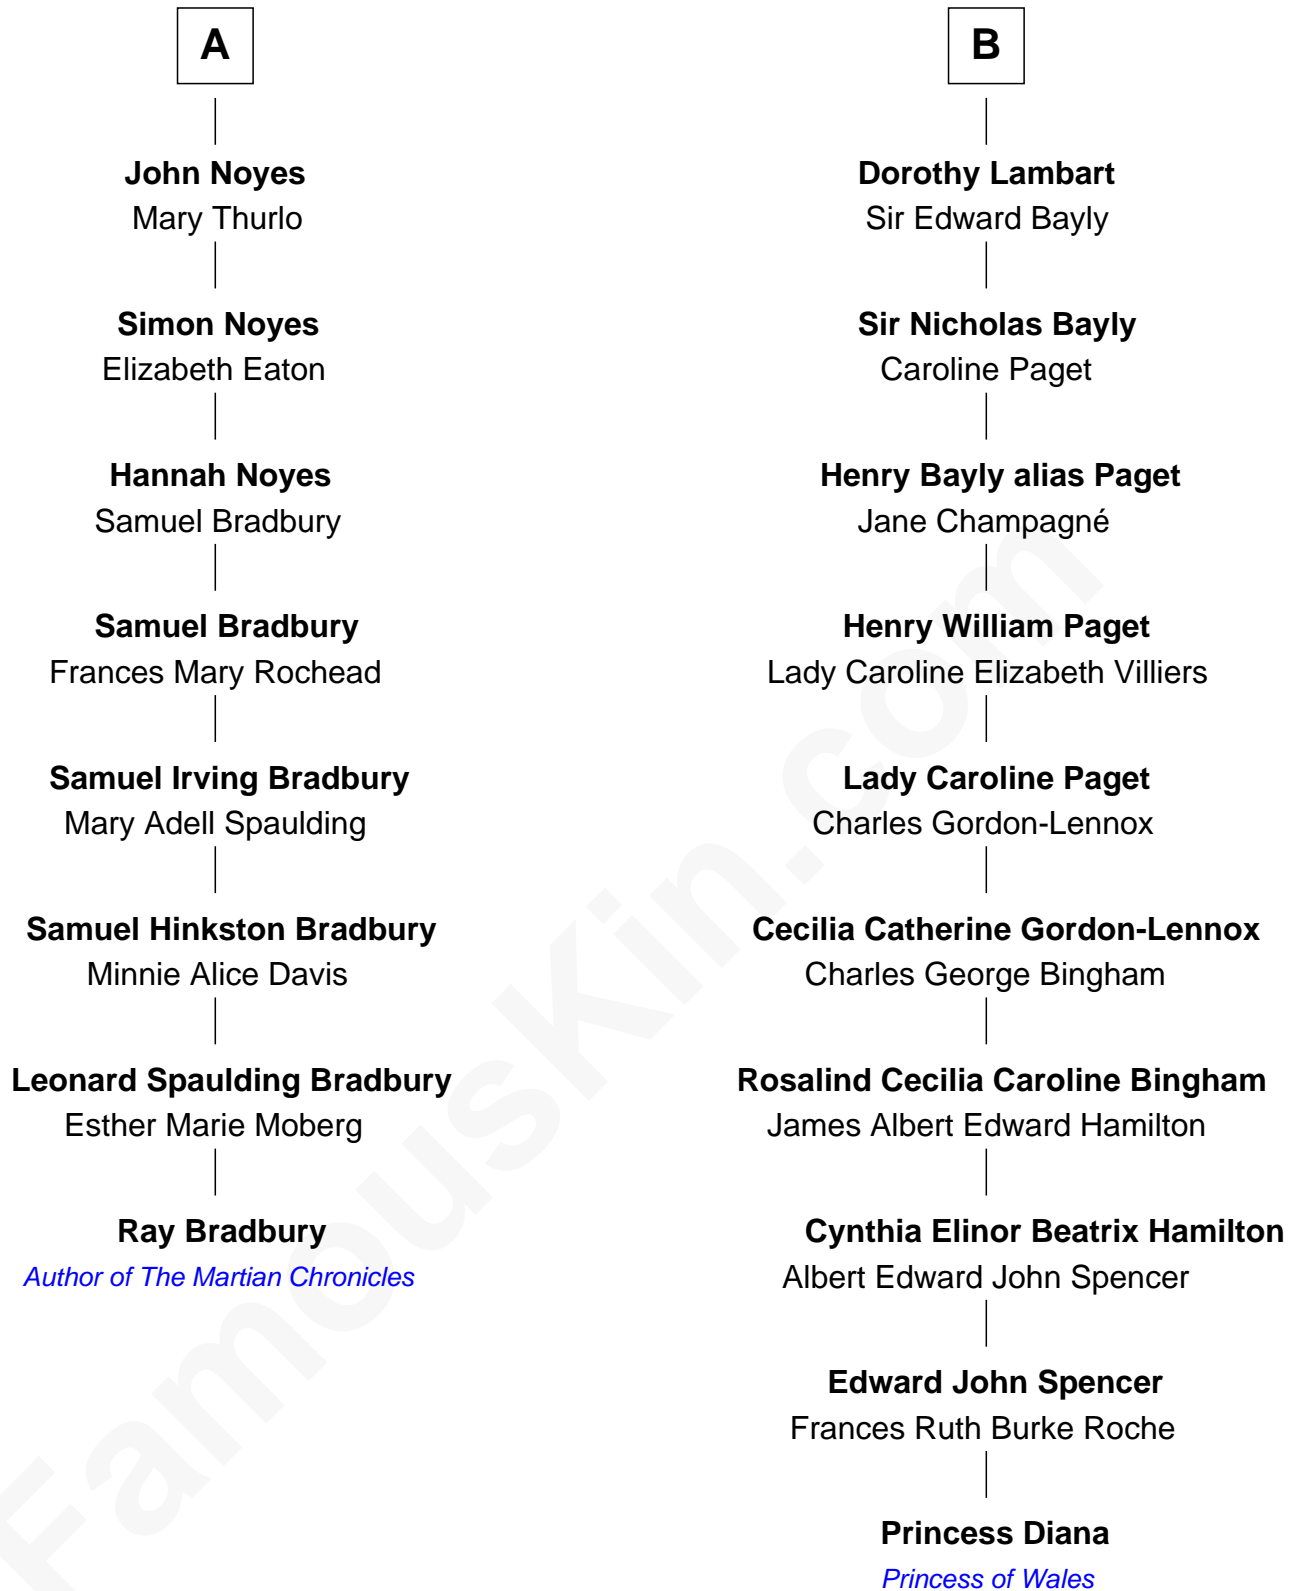 A
John Noyes
Mary Thurlo
Simon Noyes
Elizabeth Eaton
Hannah Noyes
Samuel Bradbury
Samuel Bradbury
Frances Mary Rochead
Samuel Irving Bradbury
Mary Adell Spaulding
Samuel Hinkston Bradbury
Minnie Alice Davis
Leonard Spaulding Bradbury
Esther Marie Moberg
Ray Bradbury
Author of The Martian Chronicles
B
Dorothy Lambart
Sir Edward Bayly
Sir Nicholas Bayly
Caroline Paget
Henry Bayly alias Paget
Jane Champagné
Henry William Paget
Lady Caroline Elizabeth Villiers
Lady Caroline Paget
Charles Gordon-Lennox
Cecilia Catherine Gordon-Lennox
Charles George Bingham
Rosalind Cecilia Caroline Bingham
James Albert Edward Hamilton
Cynthia Elinor Beatrix Hamilton
Albert Edward John Spencer
Edward John Spencer
Frances Ruth Burke Roche
Princess Diana
Princess of Wales
FamousKin.com